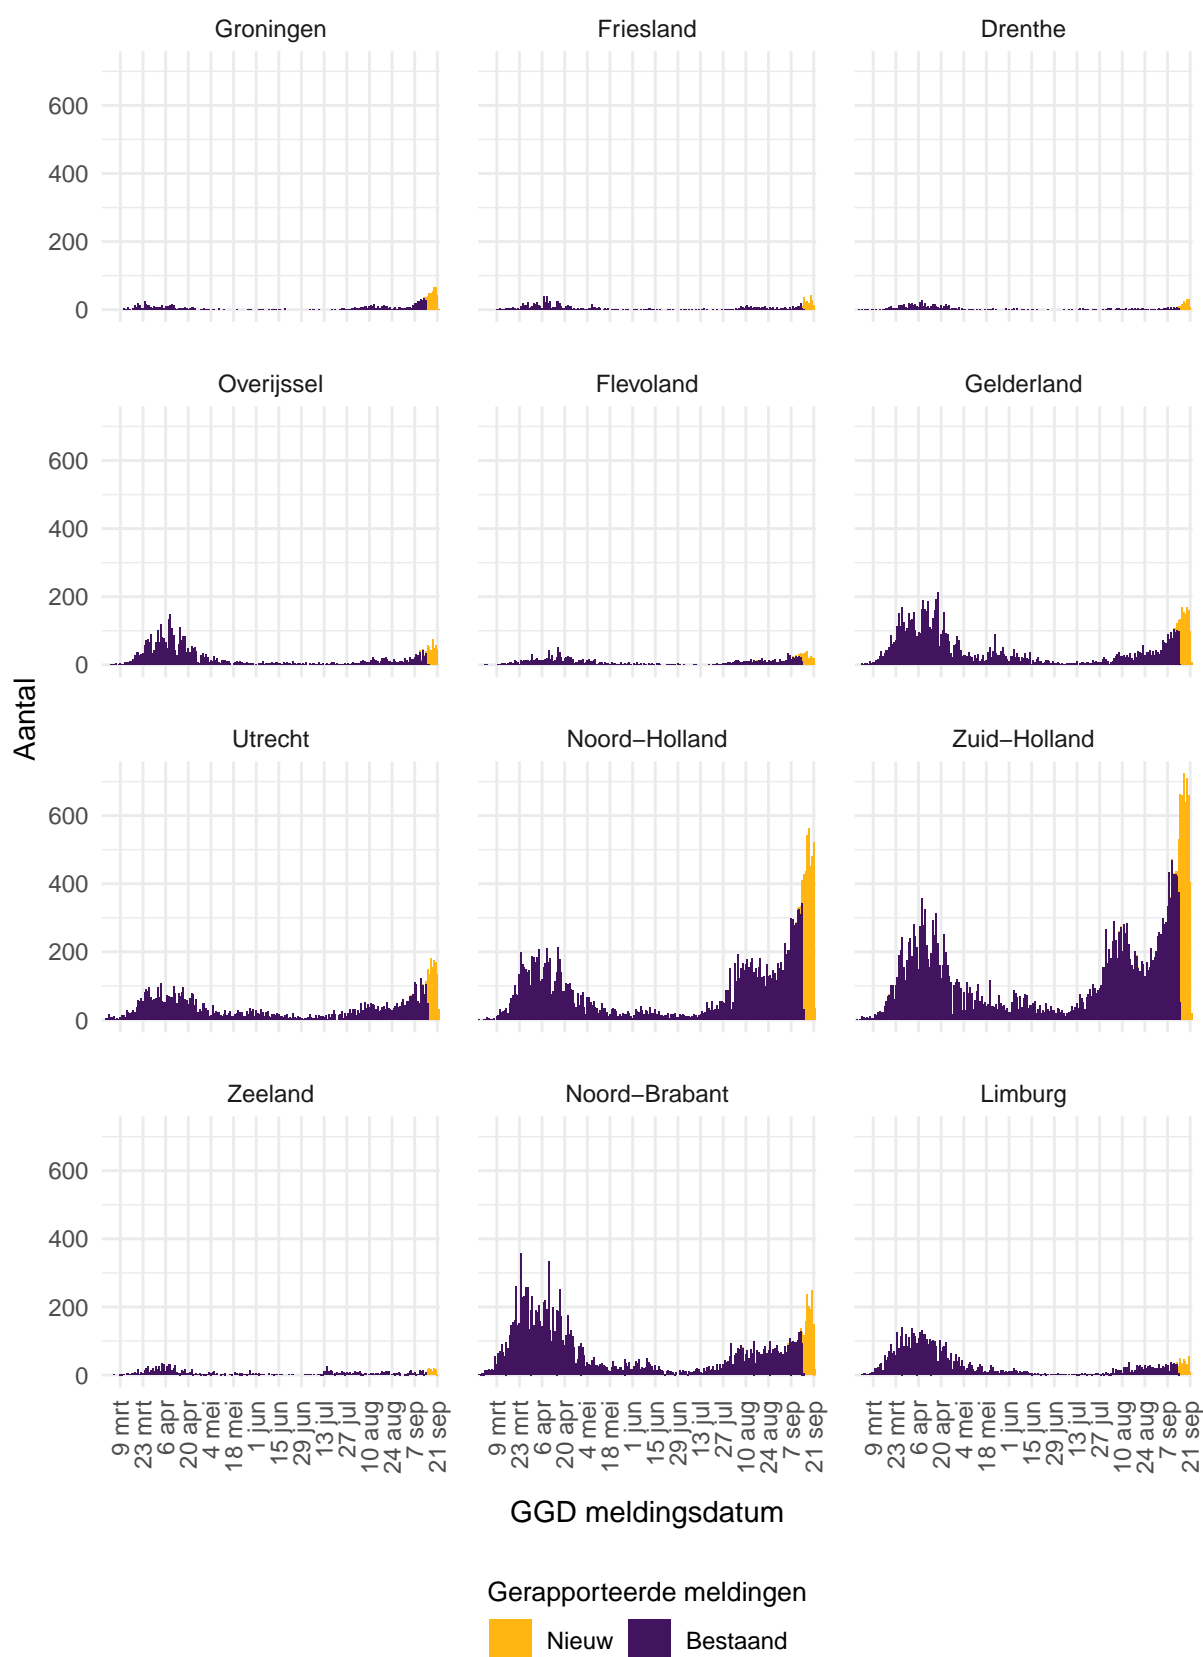 Groningen Friesland Drenthe
600
400
200
0
Overijssel Flevoland Gelderland
600
400
200
0
Aantal
Utrecht Noord−Holland Zuid−Holland
600
400
200
0
Zeeland Noord−Brabant Limburg
600
400
200
0
9 mrt 23 mrt 6 apr 20 apr 4 mei 18 mei 1 jun 15 jun 29 jun 13 jul 27 jul 10 aug 24 aug 7 sep 21 sep 9 mrt 23 mrt 6 apr 20 apr 4 mei 18 mei 1 jun 15 jun 29 jun 13 jul 27 jul 10 aug 24 aug 7 sep 21 sep 9 mrt 23 mrt 6 apr 20 apr 4 mei 18 mei 1 jun 15 jun 29 jun 13 jul 27 jul 10 aug 24 aug 7 sep 21 sep
GGD meldingsdatum
Gerapporteerde meldingen
Nieuw Bestaand